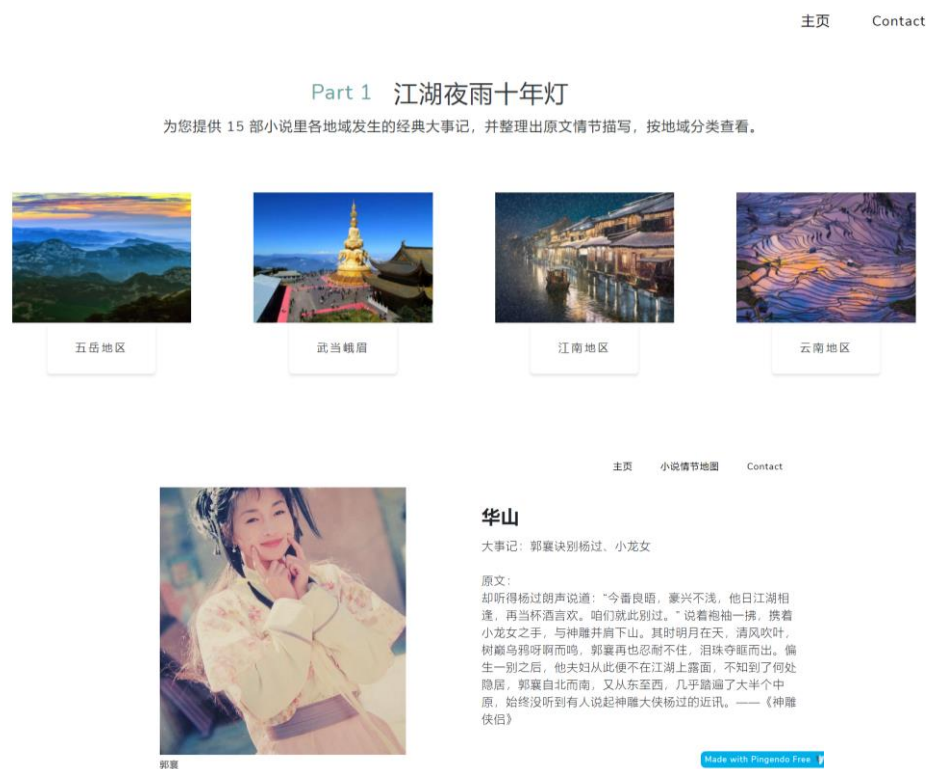 主页 Contact
Part 1 江湖夜雨十年灯
为您提供 15 部小说里各地域发生的经典大事记，并整理出原文情节描写，按地域分类查看。
五岳地区 武当峨眉 江南地区 云南地区
主页 小说情节地图 Contact
华山
大事记：郭襄诀别杨过、小龙女
原文：
却听得杨过朗声说道：“今番良晤，豪兴不浅，他日江湖相
逢，再当杯酒言欢。咱们就此别过。”说着袍袖一拂，携着
小龙女之手，与神雕并肩下山。其时明月在天，清风吹叶，
树巅乌鸦呀啊而鸣，郭襄再也忍耐不住，泪珠夺眶而出。偏
生一别之后，他夫妇从此便不在江湖上露面，不知到了何处
隐居，郭襄自北而南，又从东至西，几乎踏遍了大半个中
原，始终没听到有人说起神雕大侠杨过的近讯。——《神雕
侠侣》
郭襄
Made with Pingendo Free